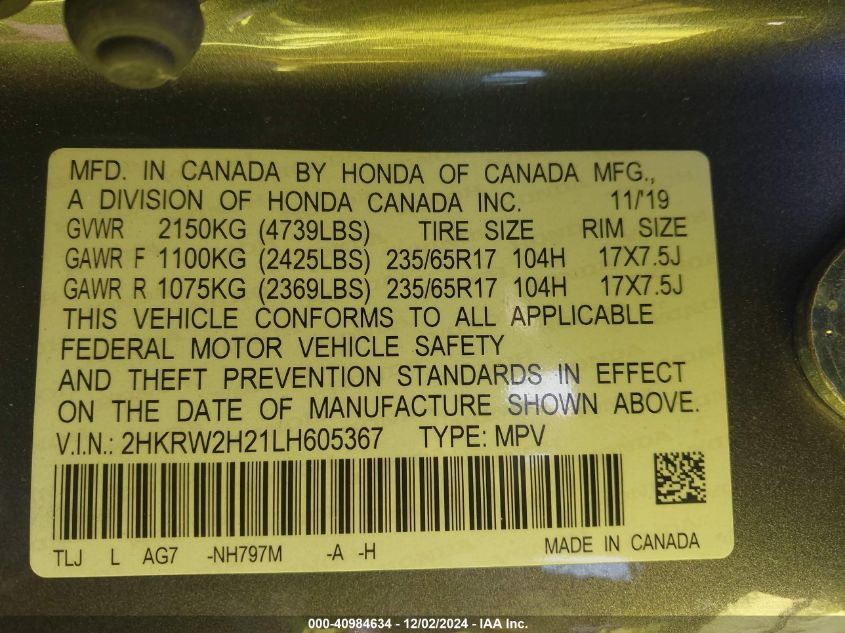 MFD. IN CANADA BY HONDA OF CANADA MFG.,
A DIVISION OF HONDA CANADA INC. 11/'19
GVWR 2150KG (4739LBS) TIRE SIZE RIM SIZE
GAWR F 1100KG (2425LBS) 235/65R17 104H 17X7.5J
GAWR R 1075KG (2369LBS) 235/65R17 104H 17X7.5J
THIS VEHICLE CONFORMS TO ALL APPLICABLE
FEDERAL MOTOR VEHICLE SAFETY
AND THEFT PREVENTION STANDARDS IN EFFECT
ON THE DATE OF MANUFACTURE SHOWN ABOVE.
V.I.N.: 2HKRW2H21LH605367 TYPE: MPV
TLJ L AG7 -NH797M -A -H MADE IN CANADA
000-40984634 - 12/02/2024 - IAA Inc.